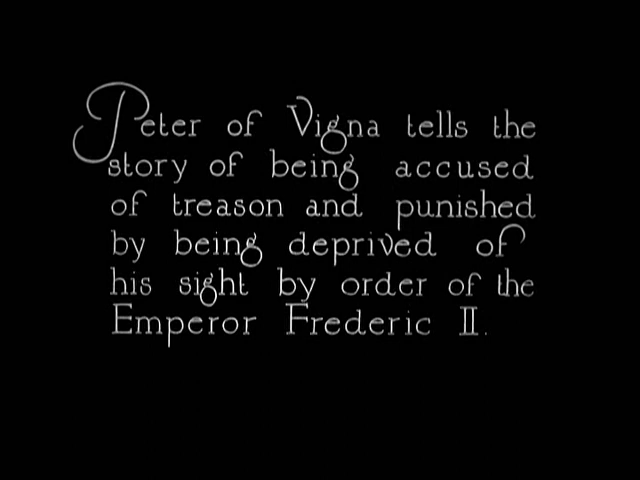 Peter of Vigna tells the
story of being accused
of treason and punished
by being deprived of
his sight by order of the
Emperor Frederic II.